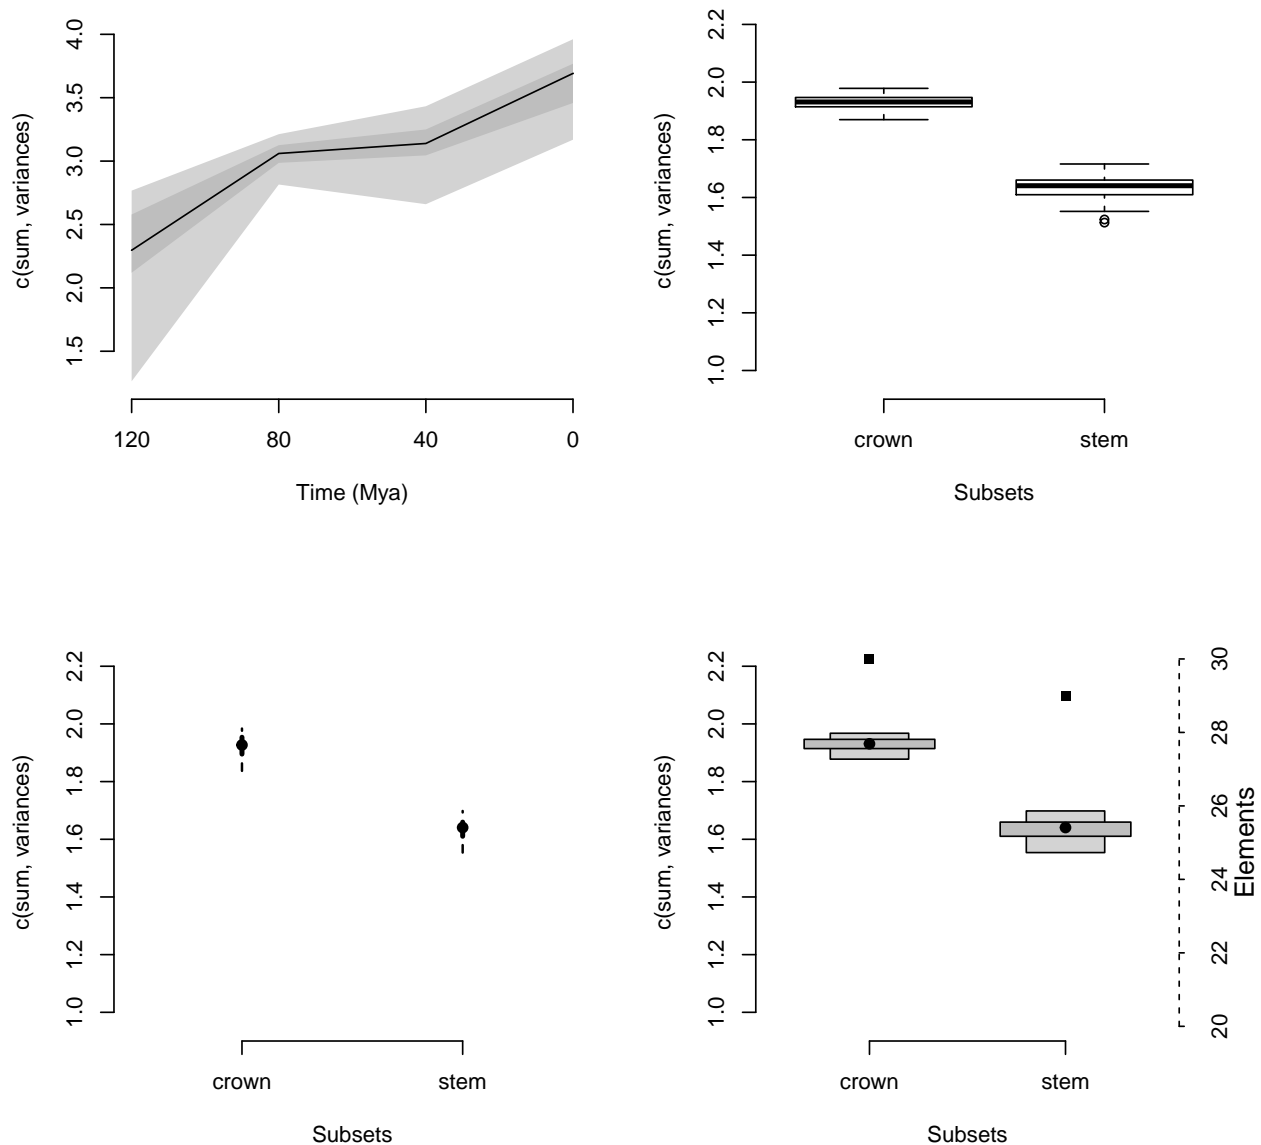 c(sum, variances)
4.0
3.5
3.0
2.5
2.0
1.5
120 80 40 0
Time (Mya)
c(sum, variances)
2.2
2.0
1.8
1.6
1.4
1.2
1.0
crown stem
Subsets
c(sum, variances)
2.2
2.0
1.8
1.6
1.4
1.2
1.0
crown stem
Subsets
c(sum, variances)
2.2
2.0
1.8
1.6
1.4
1.2
1.0
crown stem
Subsets
30
28
26
24
22
20
Elements